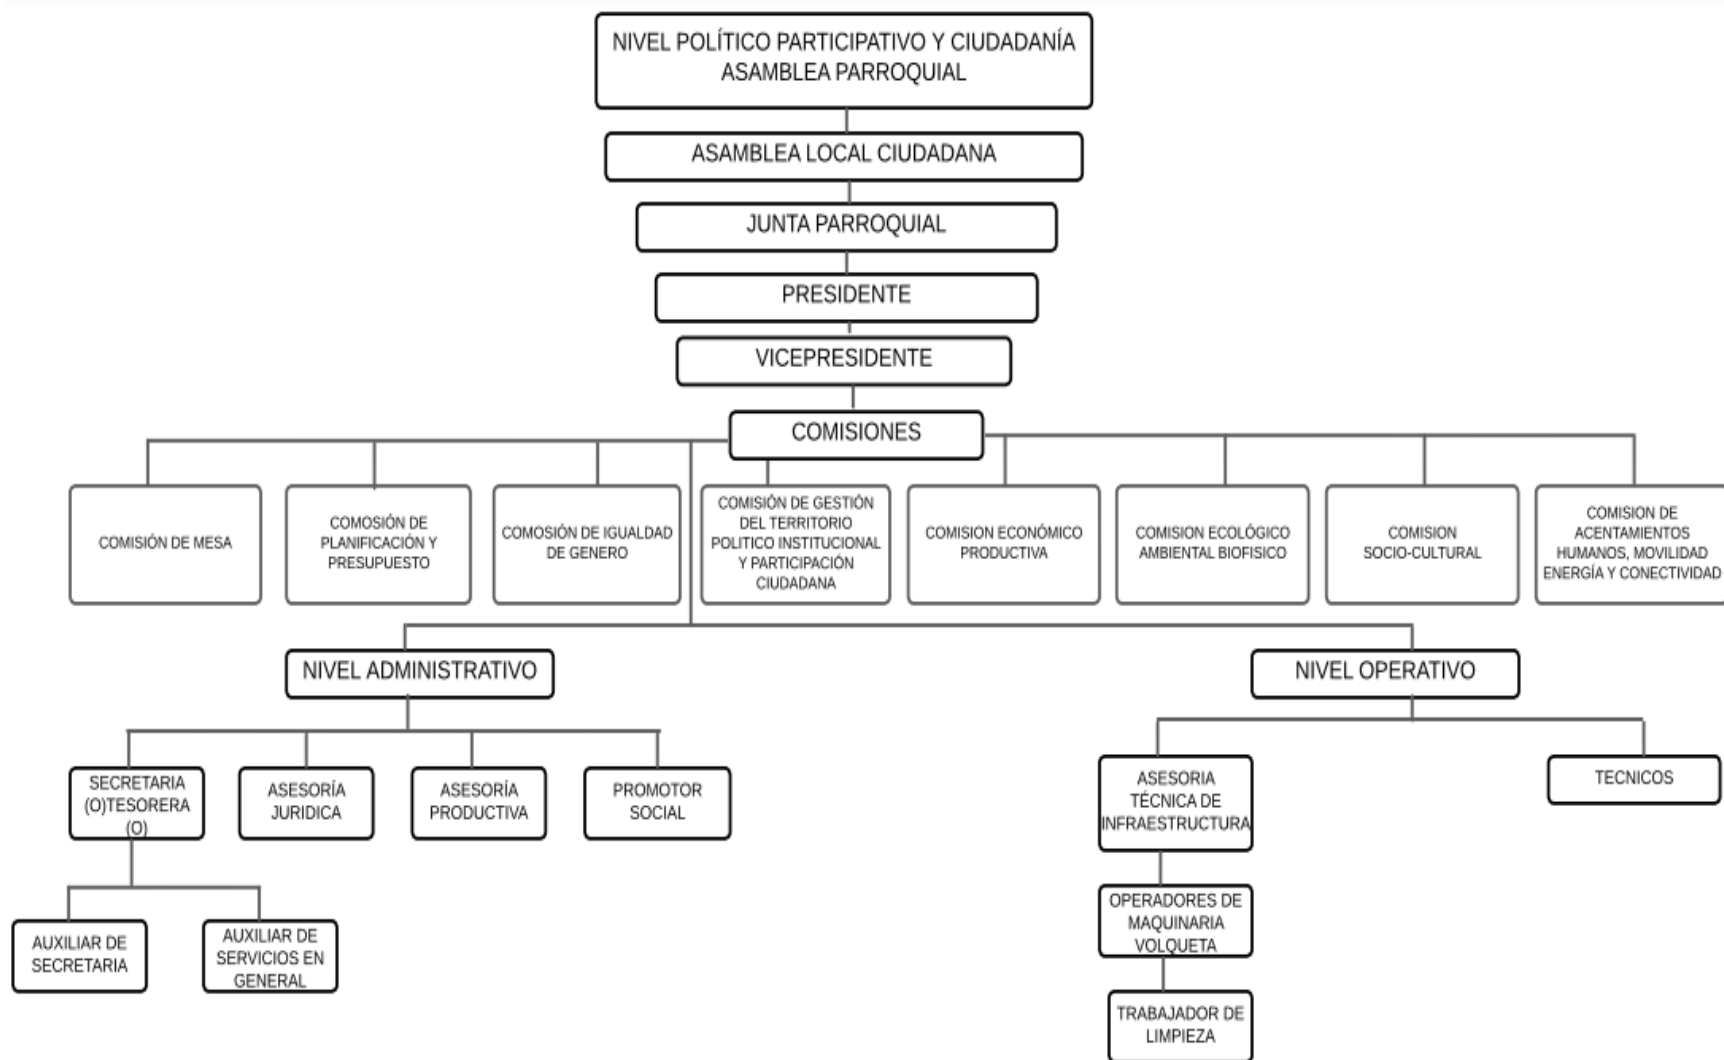 NIVEL POLÍTICO PARTICIPATIVO Y CIUDADANÍA
ASAMBLEA PARROQUIAL
ASAMBLEA LOCAL CIUDADANA
JUNTA PARROQUIAL
PRESIDENTE
VICEPRESIDENTE
COMISIONES
COMISIÓN DE MESA
COMOSIÓN DE
PLANIFICACIÓN Y
PRESUPUESTO
COMOSIÓN DE IGUALDAD
DE GENERO
COMISIÓN DE GESTIÓN
DEL TERRITORIO
POLITICO INSTITUCIONAL
Y PARTICIPACIÓN
CIUDADANA
COMISION ECONÓMICO
PRODUCTIVA
COMISION ECOLÓGICO
AMBIENTAL BIOFISICO
COMISION
SOCIO-CULTURAL
COMISION DE
ACENTAMIENTOS
HUMANOS, MOVILIDAD
ENERGÍA Y CONECTIVIDAD
NIVEL ADMINISTRATIVO
NIVEL OPERATIVO
SECRETARIA
(O)TESORERA
(O)
ASESORÍA
JURIDICA
ASESORÍA
PRODUCTIVA
PROMOTOR
SOCIAL
ASESORIA
TÉCNICA DE
INFRAESTRUCTURA
TECNICOS
AUXILIAR DE
SECRETARIA
AUXILIAR DE
SERVICIOS EN
GENERAL
OPERADORES DE
MAQUINARIA
VOLQUETA
TRABAJADOR DE
LIMPIEZA